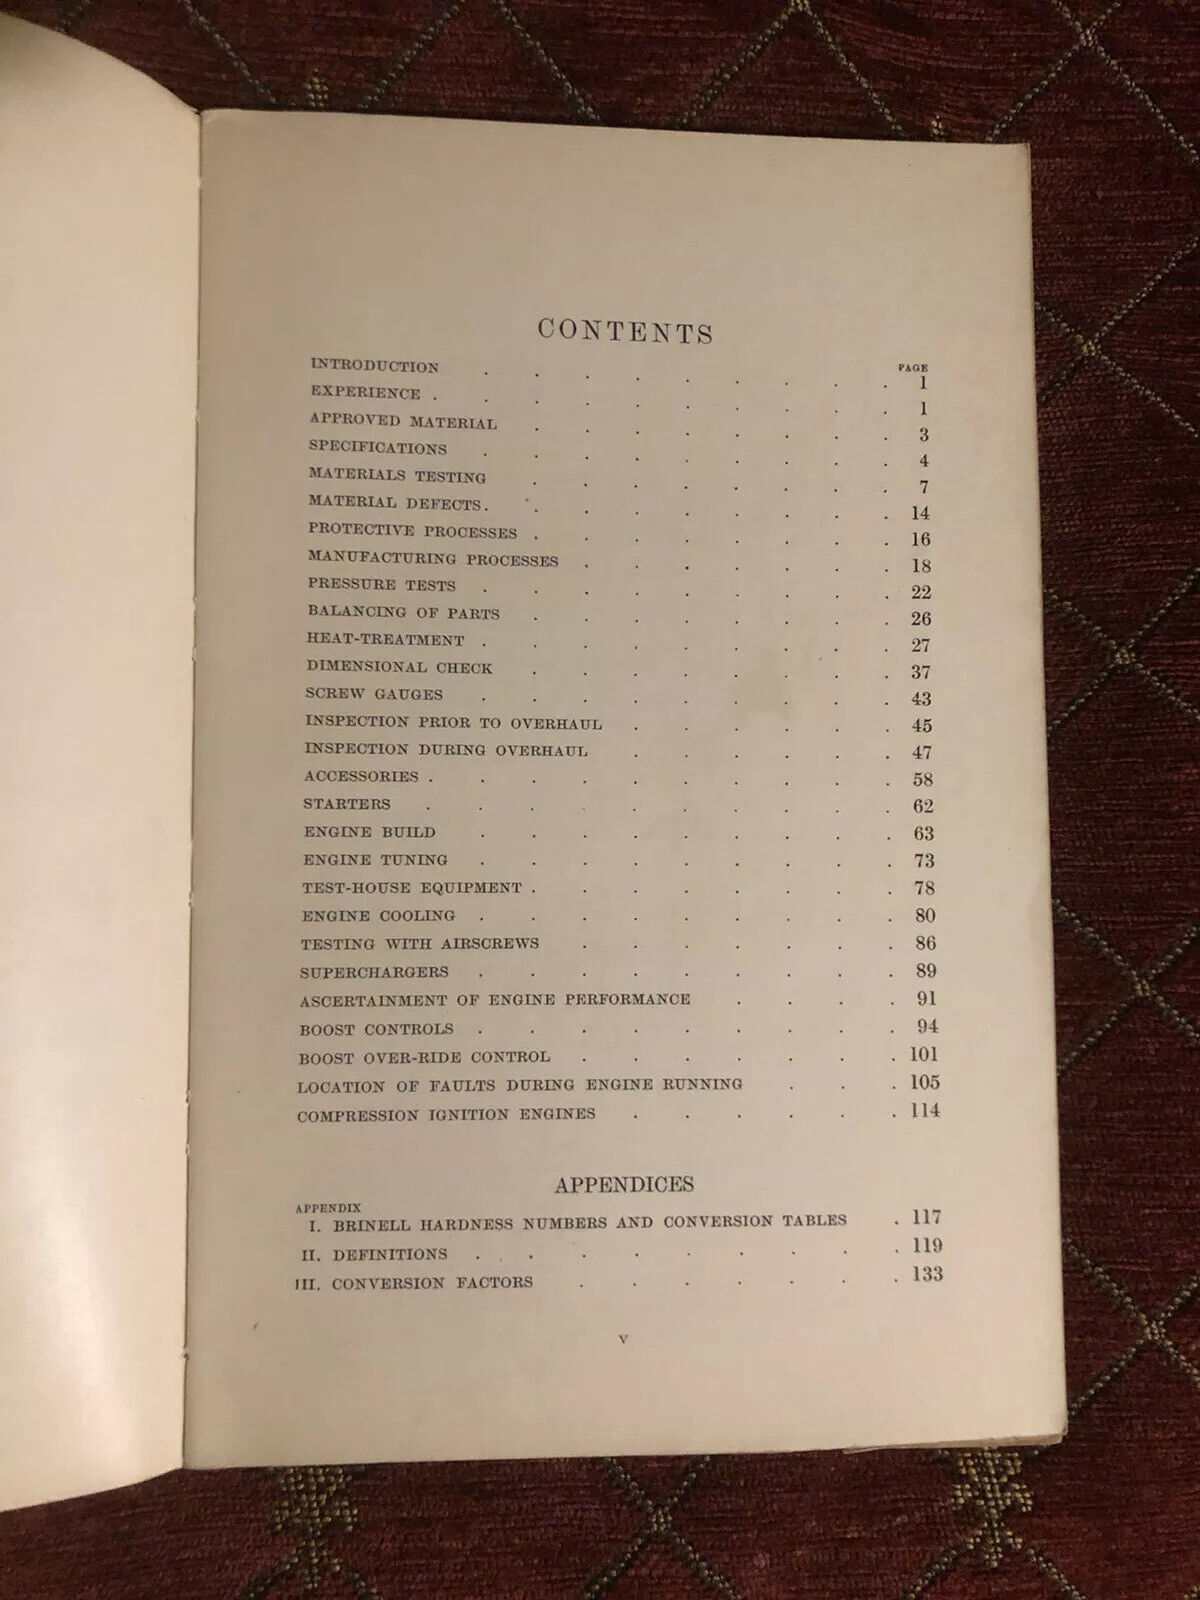 CONTENTS
PAGE
INTRODUCTION . . . . . . . . . 1
EXPERIENCE . . . . . . . . . . 1
APPROVED MATERIAL . . . . . . . . 3
SPECIFICATIONS . . . . . . . . . 4
MATERIALS TESTING . . . . . . . . 7
MATERIAL DEFECTS . . . . . . . . . 14
PROTECTIVE PROCESSES . . . . . . . . 16
MANUFACTURING PROCESSES . . . . . . . 18
PRESSURE TESTS . . . . . . . . . 22
BALANCING OF PARTS . . . . . . . . 26
HEAT-TREATMENT . . . . . . . . . 27
DIMENSIONAL CHECK . . . . . . . . 37
SCREW GAUGES . . . . . . . . . 43
INSPECTION PRIOR TO OVERHAUL . . . . . . 45
INSPECTION DURING OVERHAUL . . . . . . 47
ACCESSORIES . . . . . . . . . . 58
STARTERS . . . . . . . . . . 62
ENGINE BUILD . . . . . . . . . 63
ENGINE TUNING . . . . . . . . . 73
TEST-HOUSE EQUIPMENT . . . . . . . . 78
ENGINE COOLING . . . . . . . . . 80
TESTING WITH AIRSCREWS . . . . . . . 86
SUPERCHARGERS . . . . . . . . . 89
ASCERTAINMENT OF ENGINE PERFORMANCE . . . . 91
BOOST CONTROLS . . . . . . . . . 94
BOOST OVER-RIDE CONTROL . . . . . . . 101
LOCATION OF FAULTS DURING ENGINE RUNNING . . . 105
COMPRESSION IGNITION ENGINES . . . . . . 114
APPENDICES
APPENDIX
I. BRINELL HARDNESS NUMBERS AND CONVERSION TABLES . 117
II. DEFINITIONS . . . . . . . . . 119
III. CONVERSION FACTORS . . . . . . . 133
v